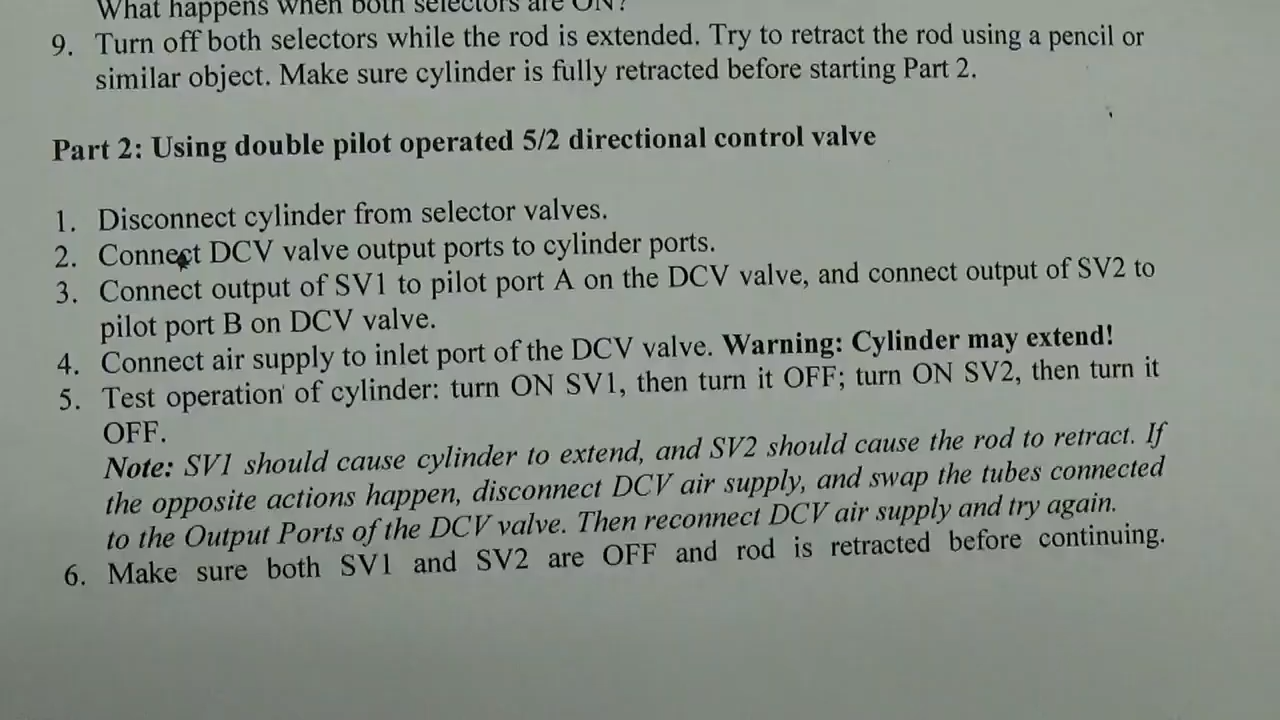 What happens when both selectors are ON?
9. Turn off both selectors while the rod is extended. Try to retract the rod using a pencil or
similar object. Make sure cylinder is fully retracted before starting Part 2.
Part 2: Using double pilot operated 5/2 directional control valve
1. Disconnect cylinder from selector valves.
2. Connect DCV valve output ports to cylinder ports.
3. Connect output of SV1 to pilot port A on the DCV valve, and connect output of SV2 to
pilot port B on DCV valve.
4. Connect air supply to inlet port of the DCV valve. Warning: Cylinder may extend!
5. Test operation of cylinder: turn ON SV1, then turn it OFF; turn ON SV2, then turn it
OFF.
Note: SV1 should cause cylinder to extend, and SV2 should cause the rod to retract. If
the opposite actions happen, disconnect DCV air supply, and swap the tubes connected
to the Output Ports of the DCV valve. Then reconnect DCV air supply and try again.
6. Make sure both SV1 and SV2 are OFF and rod is retracted before continuing.